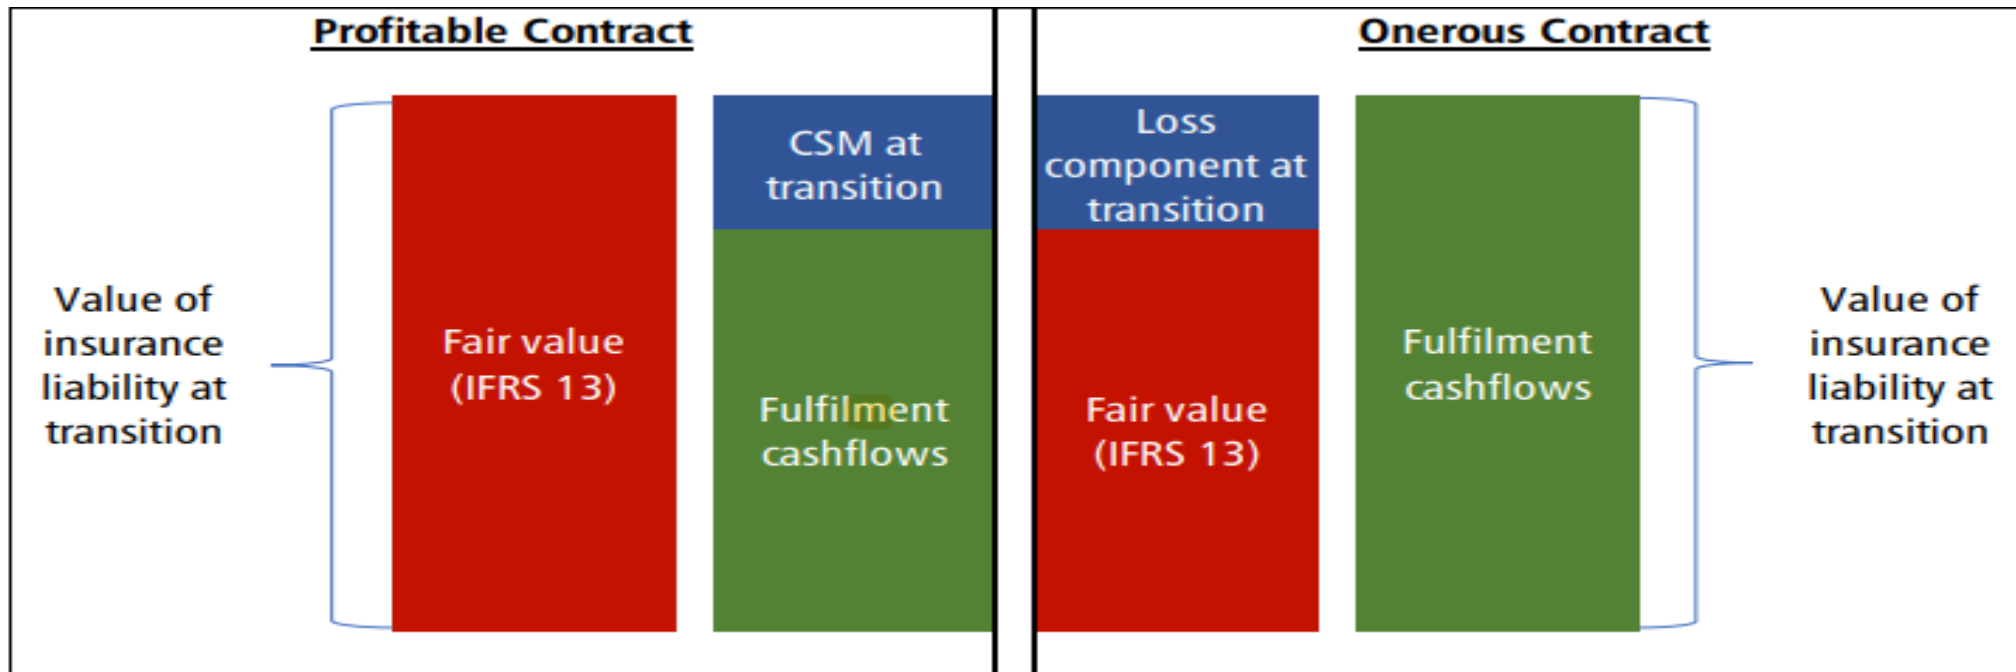 Profitable Contract
Value of
insurance
liability at
transition
Fair value
(IFRS 13)
CSM at
transition
Fulfilment
cashflows
Onerous Contract
Loss
component at
transition
Fair value
(IFRS 13)
Fulfilment
cashflows
Value of
insurance
liability at
transition